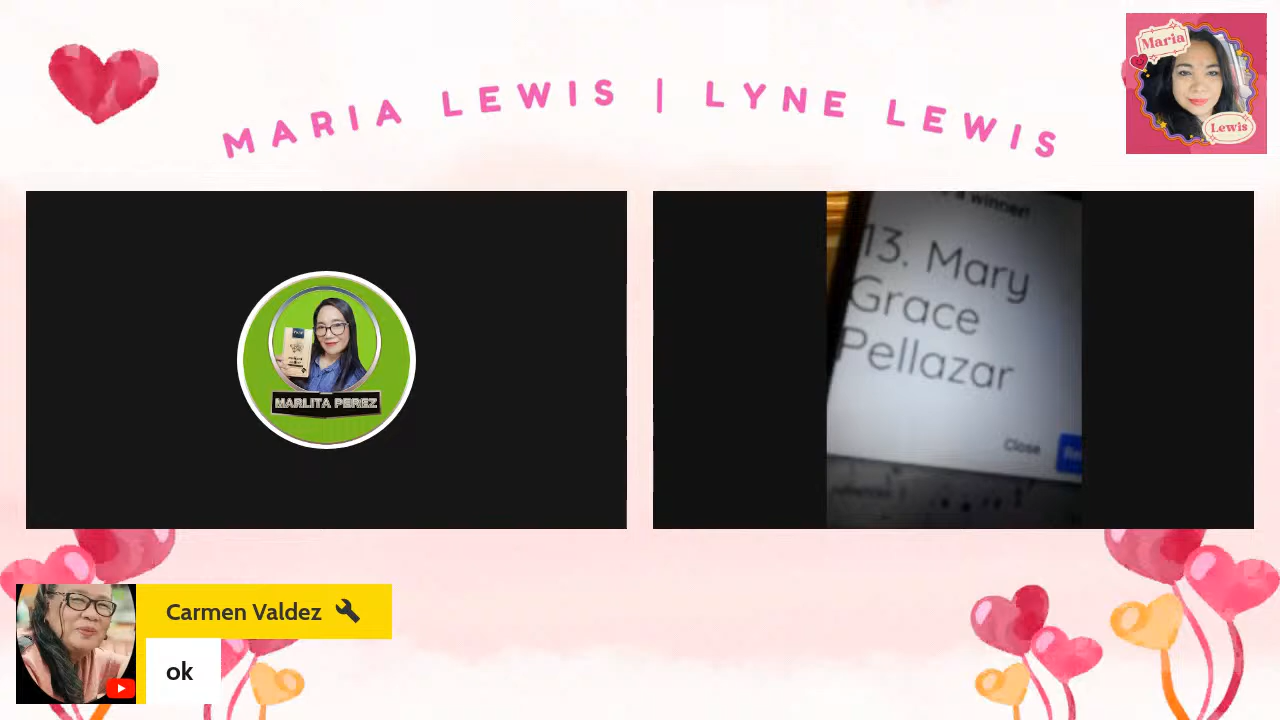 MARIA LEWIS | LYNE LEWIS
Maria
Lewis
MARLITA PEREZ
a winner!
13. Mary
Grace
Pellazar
Close
Carmen Valdez
ok